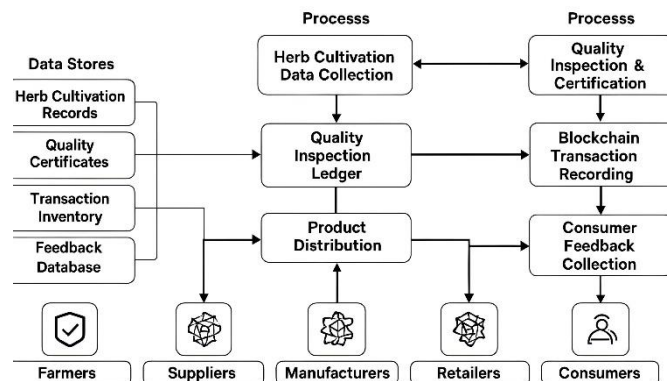 Processs
Processs
Data Stores
Herb Cultivation
Records
Quality
Certificates
Transaction
Inventory
Feedback
Database
Herb Cultivation
Data Collection
Quality
Inspection &
Certification
Quality
Inspection
Ledger
Blockchain
Transaction
Recording
Product
Distribution
Consumer
Feedback
Collection
Farmers
Suppliers
Manufacturers
Retailers
Consumers